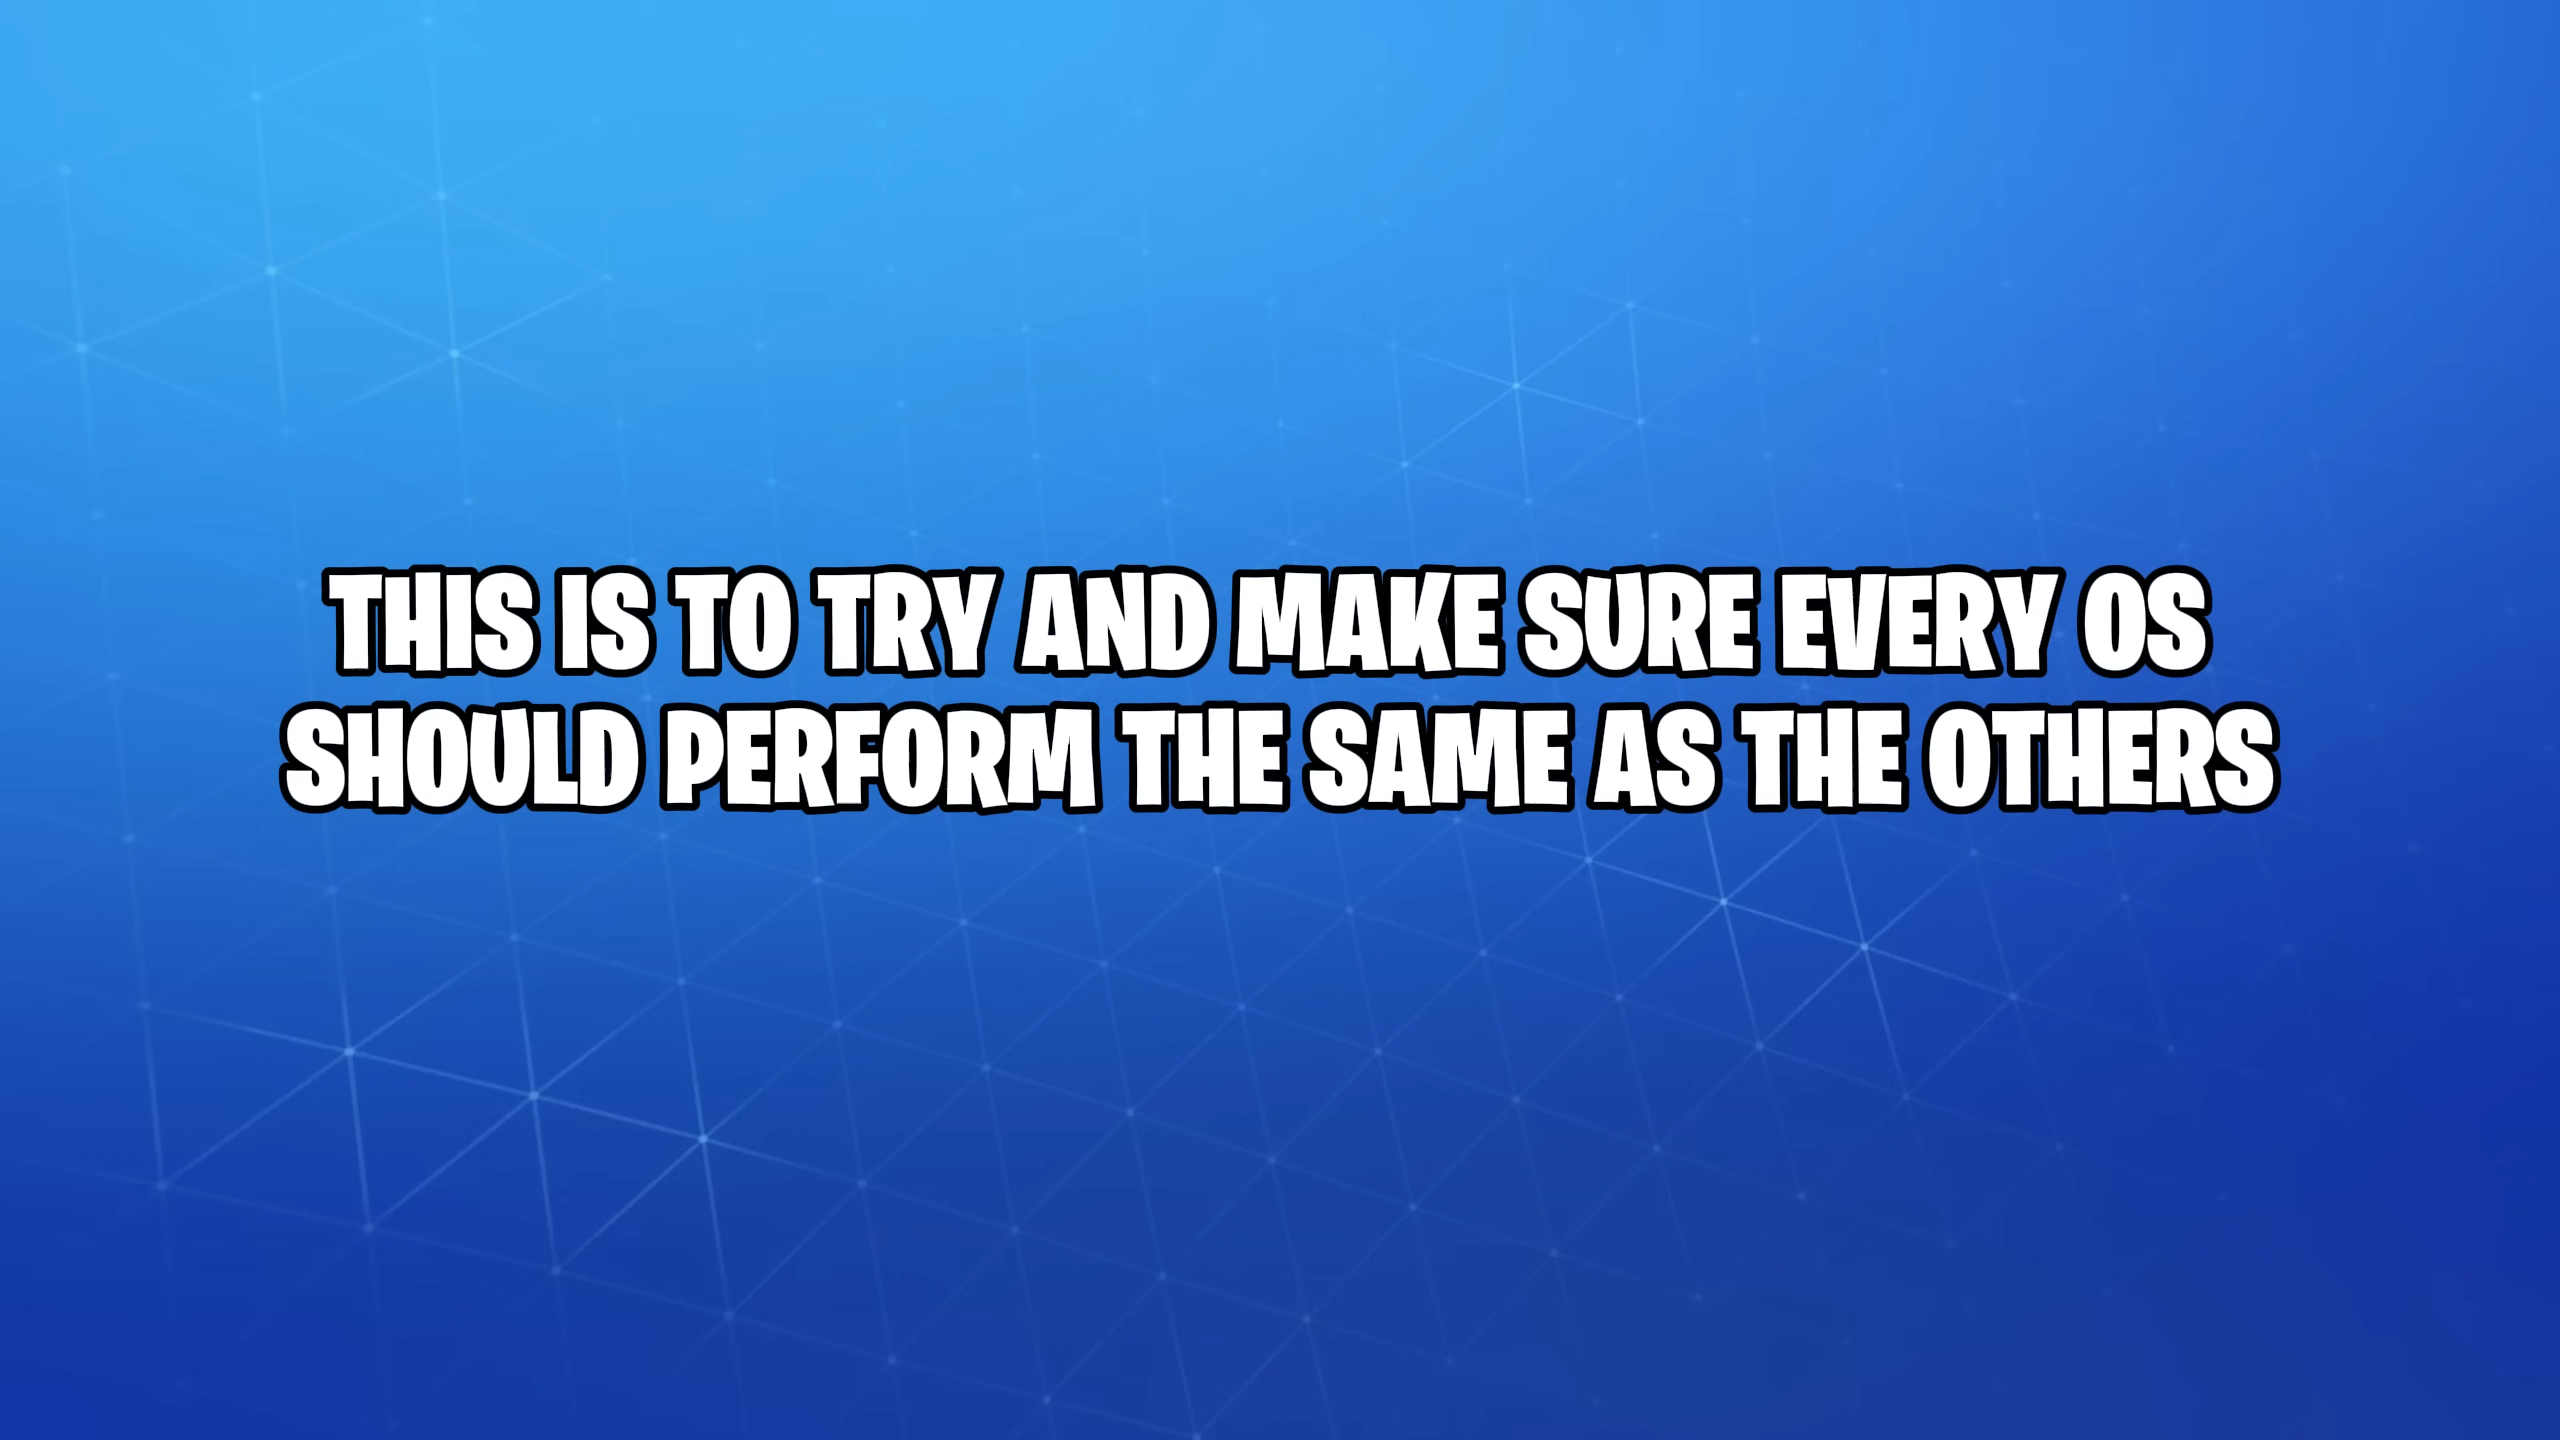 THIS IS TO TRY AND MAKE SURE EVERY OS
SHOULD PERFORM THE SAME AS THE OTHERS